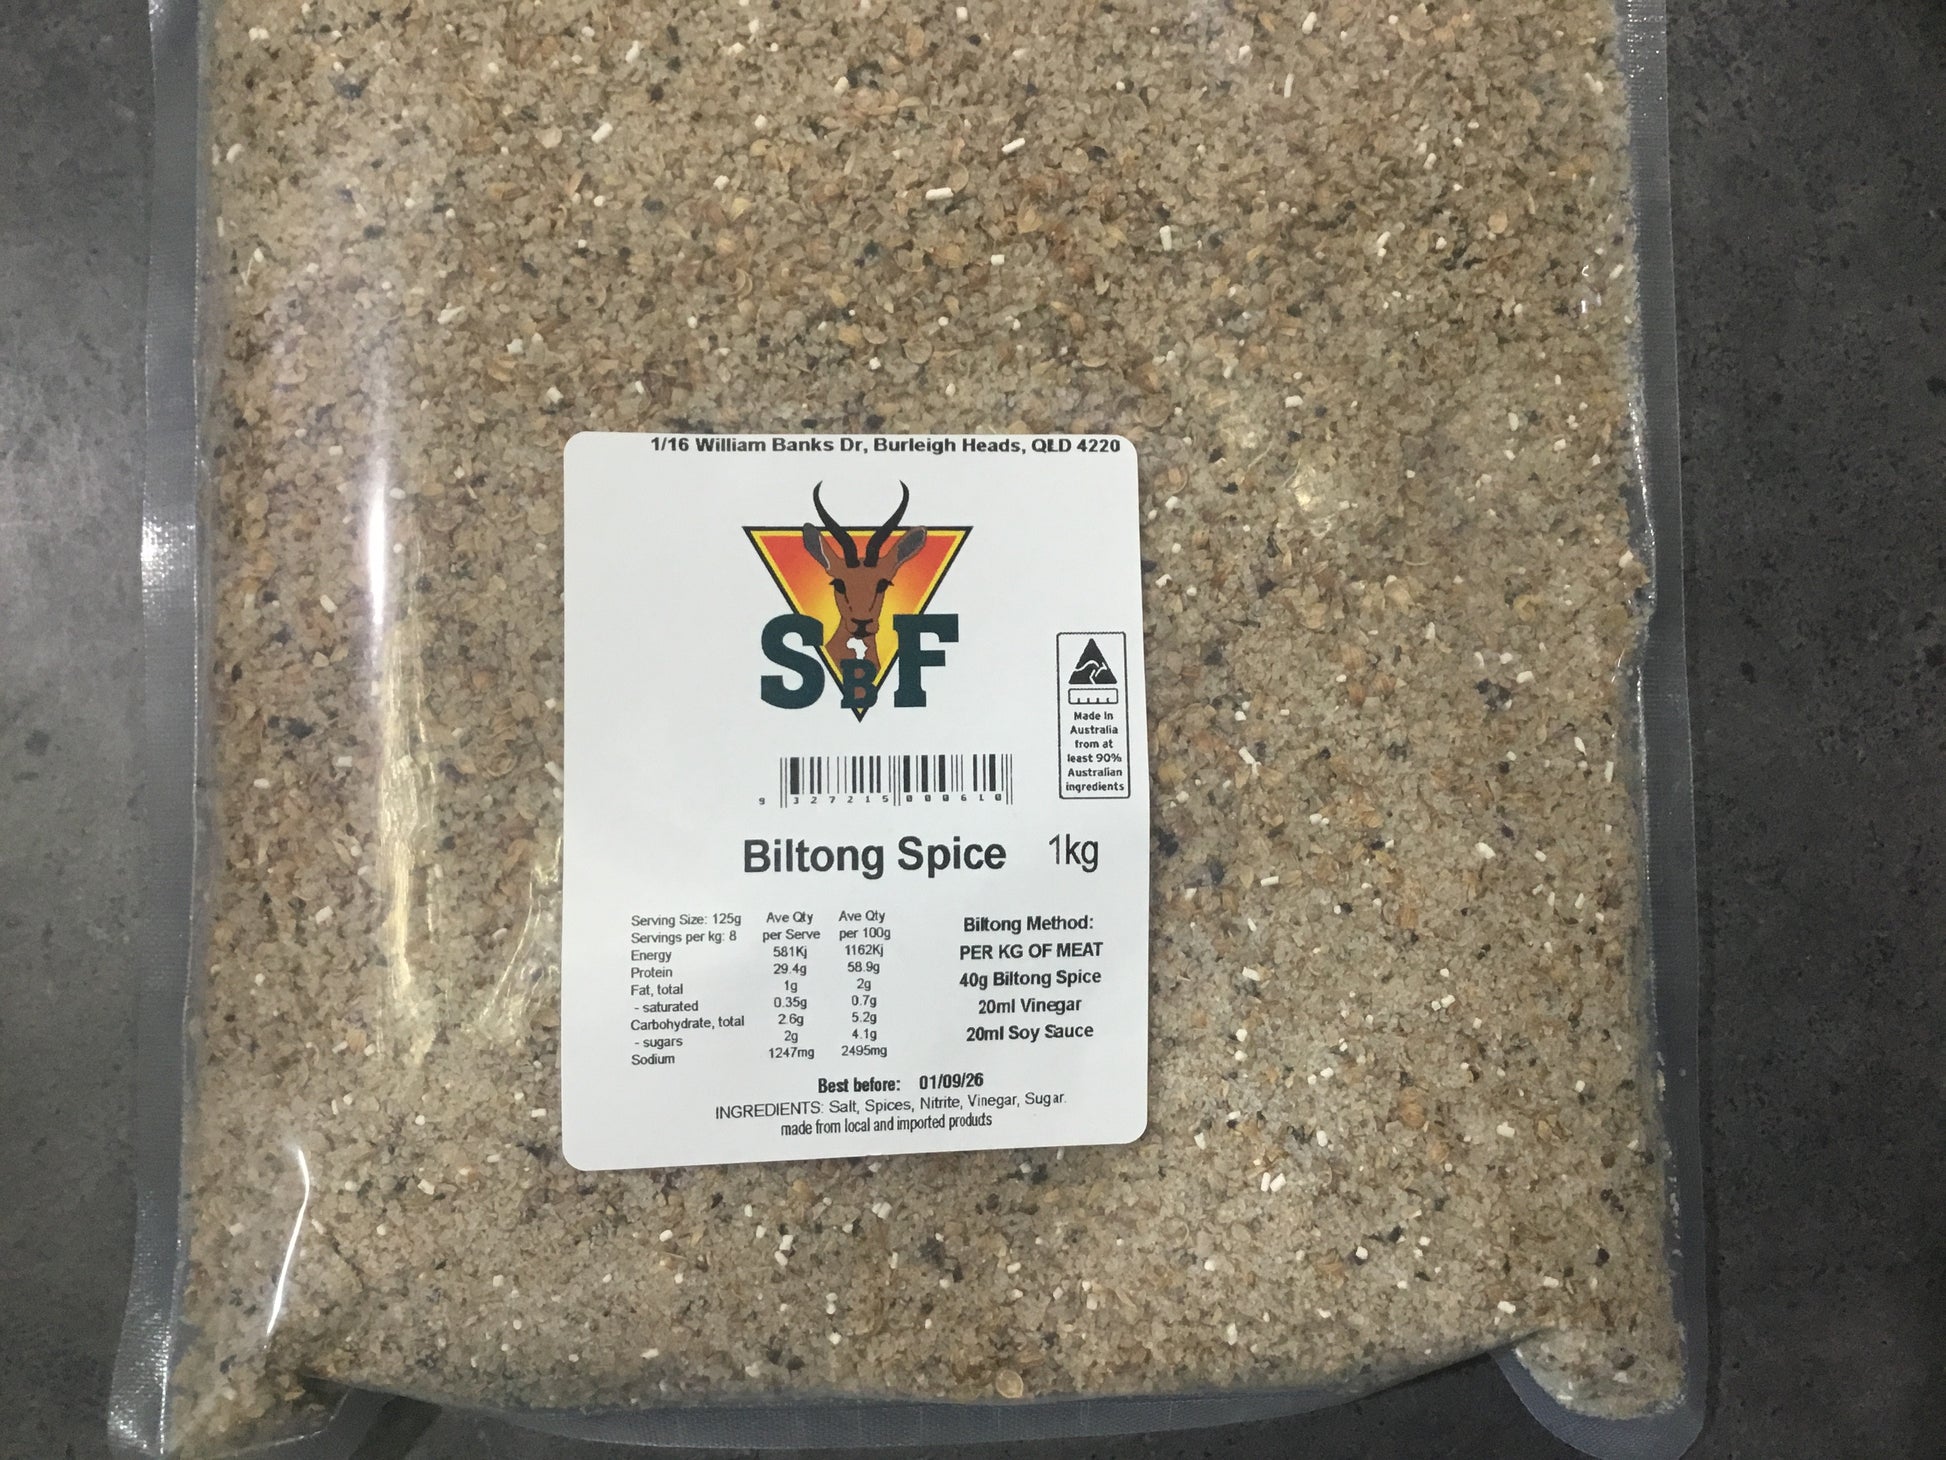 1/16 William Banks Dr, Burleigh Heads, QLD 4220
SBF
Made in
Australia
from at
least 90%
Australian
ingredients
9 327215 000610
Biltong Spice 1kg
Serving Size: 125g Ave Qty Ave Qty
Servings per kg: 8 per Serve per 100g
Energy 581Kj 1162Kj
Protein 29.4g 58.9g
Fat, total 1g 2g
- saturated 0.35g 0.7g
Carbohydrate, total 2.6g 5.2g
- sugars 2g 4.1g
Sodium 1247mg 2495mg
Biltong Method:
PER KG OF MEAT
40g Biltong Spice
20ml Vinegar
20ml Soy Sauce
Best before: 01/09/26
INGREDIENTS: Salt, Spices, Nitrite, Vinegar, Sugar.
made from local and imported products